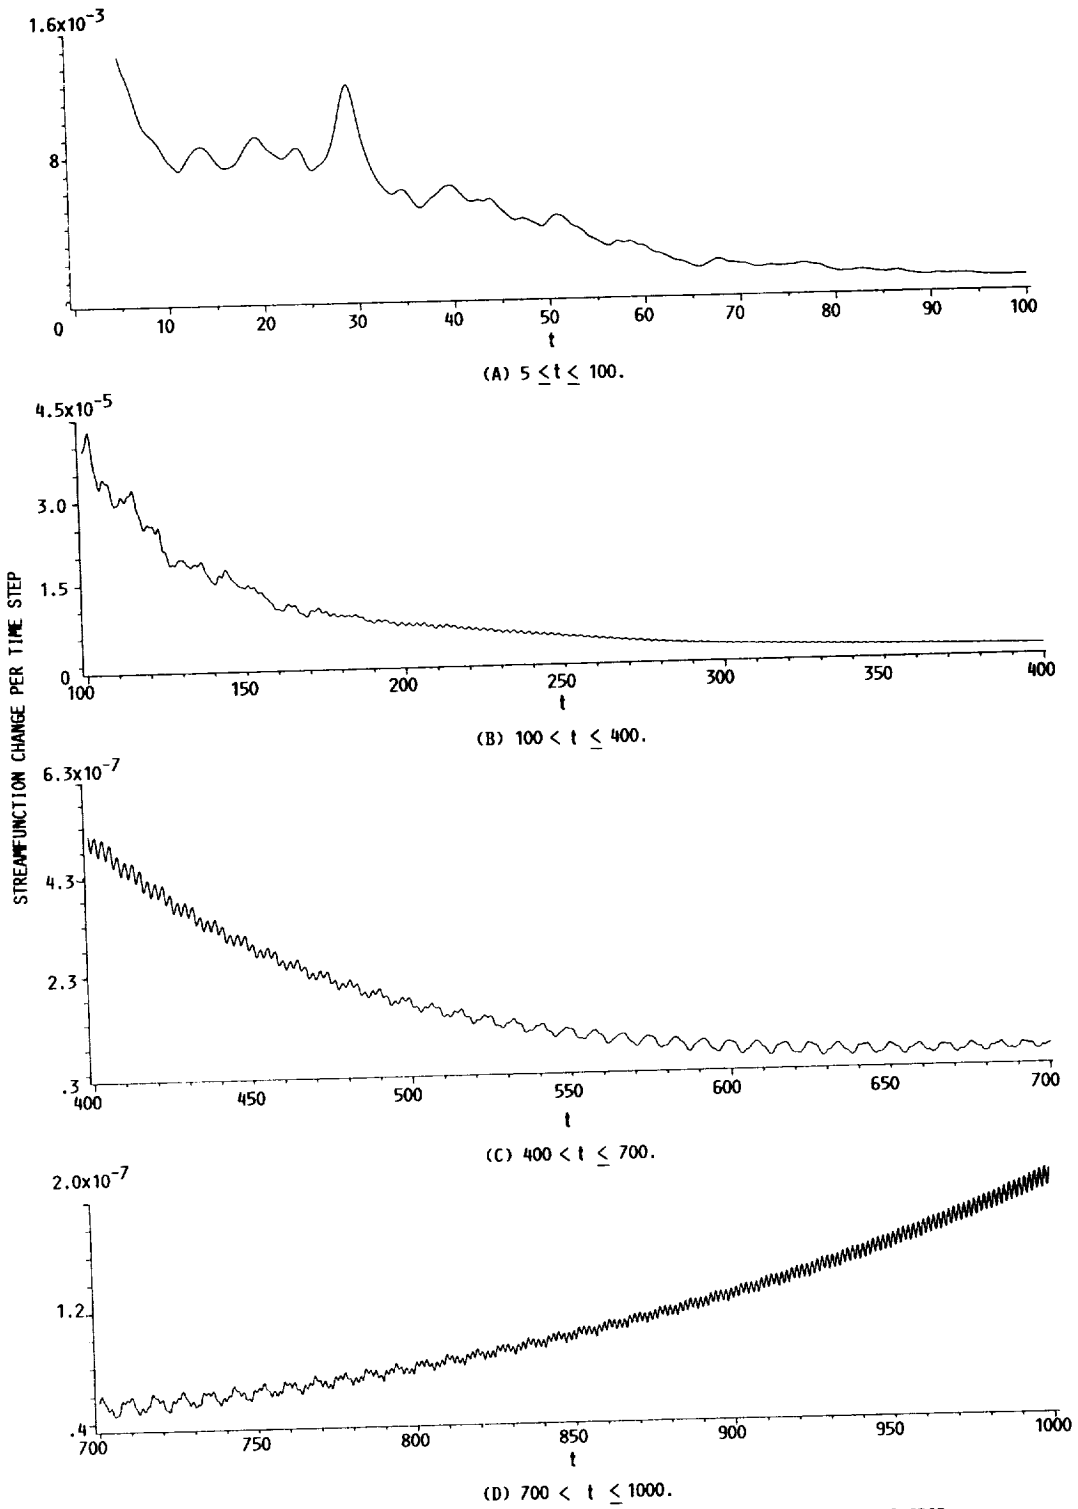 1.6x10-3
8
0 10 20 30 40 50 60 70 80 90 100
t
(A) 5 ≤ t ≤ 100.
4.5x10-5
3.0
1.5
0
100 150 200 250 300 350 400
t
(B) 100 < t ≤ 400.
STREAMFUNCTION CHANGE PER TIME STEP
6.3x10-7
4.3
2.3
.3
400 450 500 550 600 650 700
t
(C) 400 < t ≤ 700.
2.0x10-7
1.2
.4
700 750 800 850 900 950 1000
t
(D) 700 < t ≤ 1000.